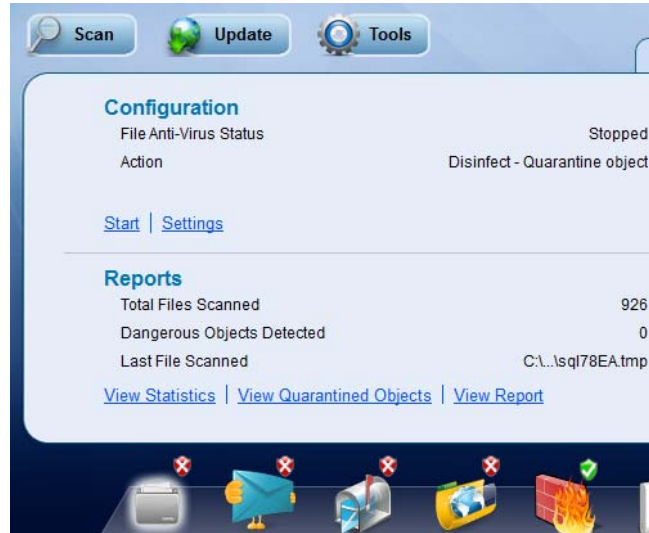 Scan Update Tools
Configuration
File Anti-Virus Status Stopped
Action Disinfect - Quarantine object
Start | Settings
Reports
Total Files Scanned 926
Dangerous Objects Detected 0
Last File Scanned C:\...\sql78EA.tmp
View Statistics | View Quarantined Objects | View Report